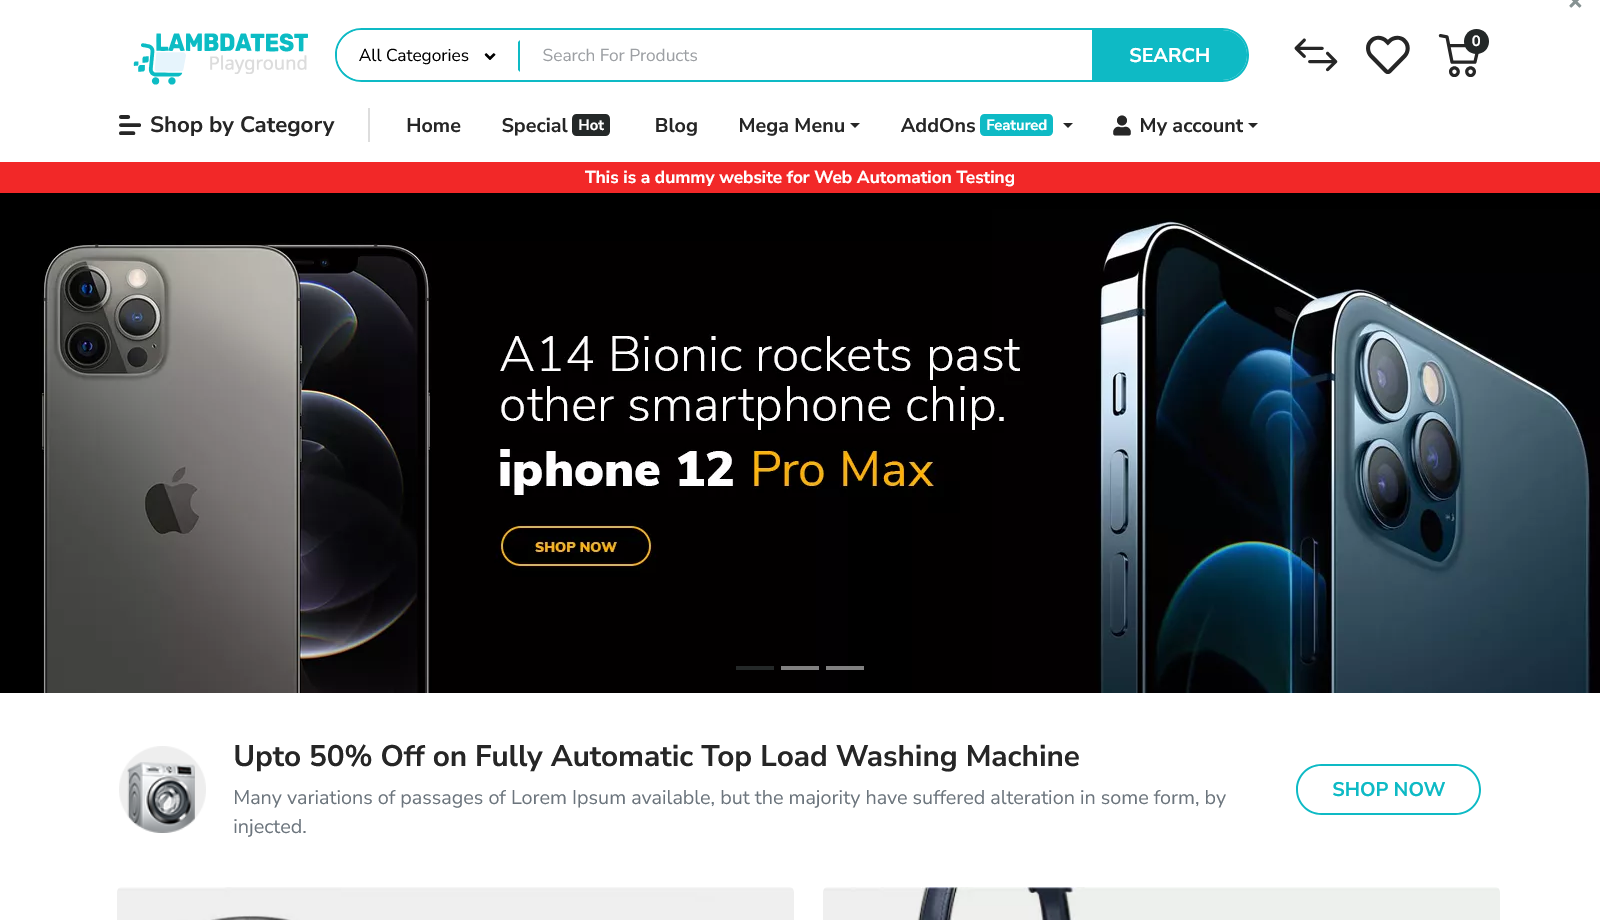 LAMBDATEST
Playground
All Categories
Search For Products
SEARCH
0
Shop by Category
Home
Special Hot
Blog
Mega Menu
AddOns Featured
My account
This is a dummy website for Web Automation Testing
A14 Bionic rockets past
other smartphone chip.
iphone 12 Pro Max
SHOP NOW
Upto 50% Off on Fully Automatic Top Load Washing Machine
Many variations of passages of Lorem Ipsum available, but the majority have suffered alteration in some form, by
injected.
SHOP NOW